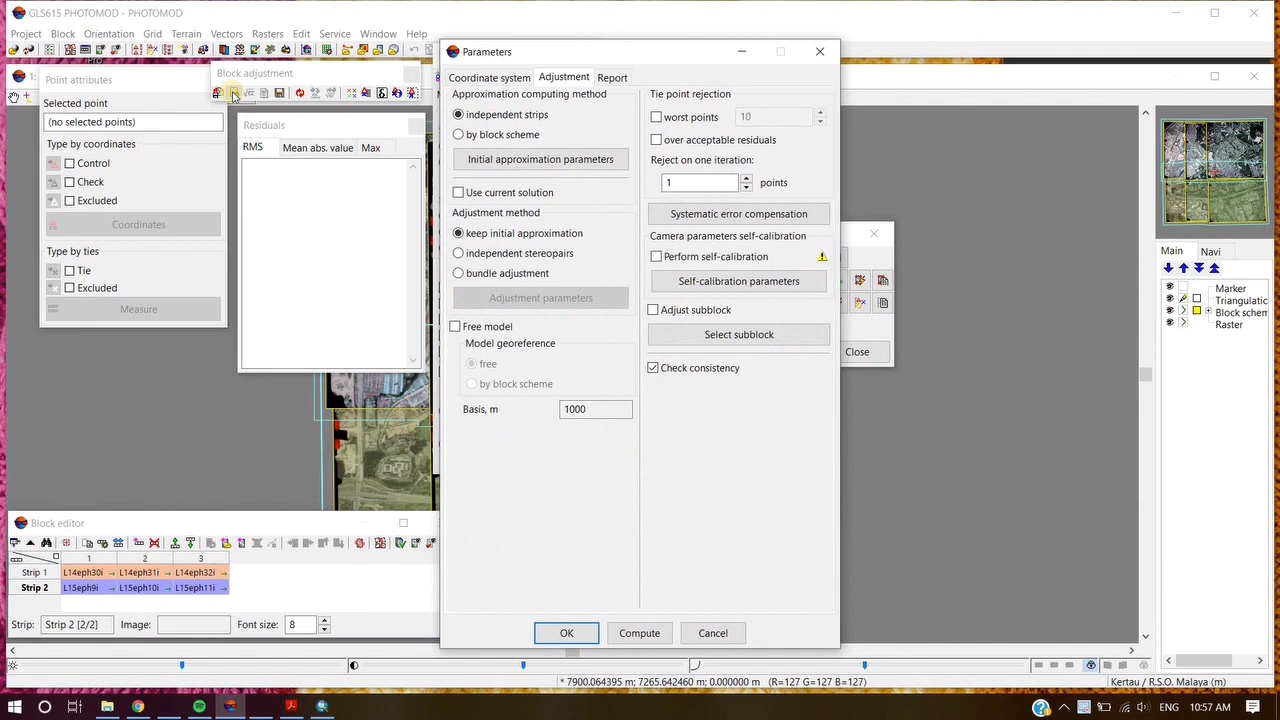 GLS615 PHOTOMOD - PHOTOMOD
Project Block Orientation Grid Terrain Vectors Rasters Edit Service Window Help
Pro
Point attributes
Selected point
(no selected points)
Type by coordinates
Control
Check
Excluded
Coordinates
Type by ties
Tie
Excluded
Measure
Block adjustment
Residuals
RMS Mean abs. value Max
Parameters
Coordinate system Adjustment Report
Approximation computing method
independent strips
by block scheme
Initial approximation parameters
Use current solution
Adjustment method
keep initial approximation
independent stereopairs
bundle adjustment
Adjustment parameters
Free model
Model georeference
free
by block scheme
Basis, m 1000
Tie point rejection
worst points 10
over acceptable residuals
Reject on one iteration:
1 points
Systematic error compensation
Camera parameters self-calibration
Perform self-calibration
Self-calibration parameters
Adjust subblock
Select subblock
Check consistency
OK Compute Cancel
Close
Main Navi
Marker
Triangulatic
Block schem
Raster
Block editor
1 2 3
Strip 1 L14eph30i L14eph31i L14eph32i
Strip 2 L15eph9i L15eph10i L15eph11i
Strip: Strip 2 [2/2] Image: Font size: 8
* 7900.064395 m; 7265.642460 m; 0.000000 m (R=127 G=127 B=127)
Kertau / R.S.O. Malaya (m)
ENG 10:57 AM